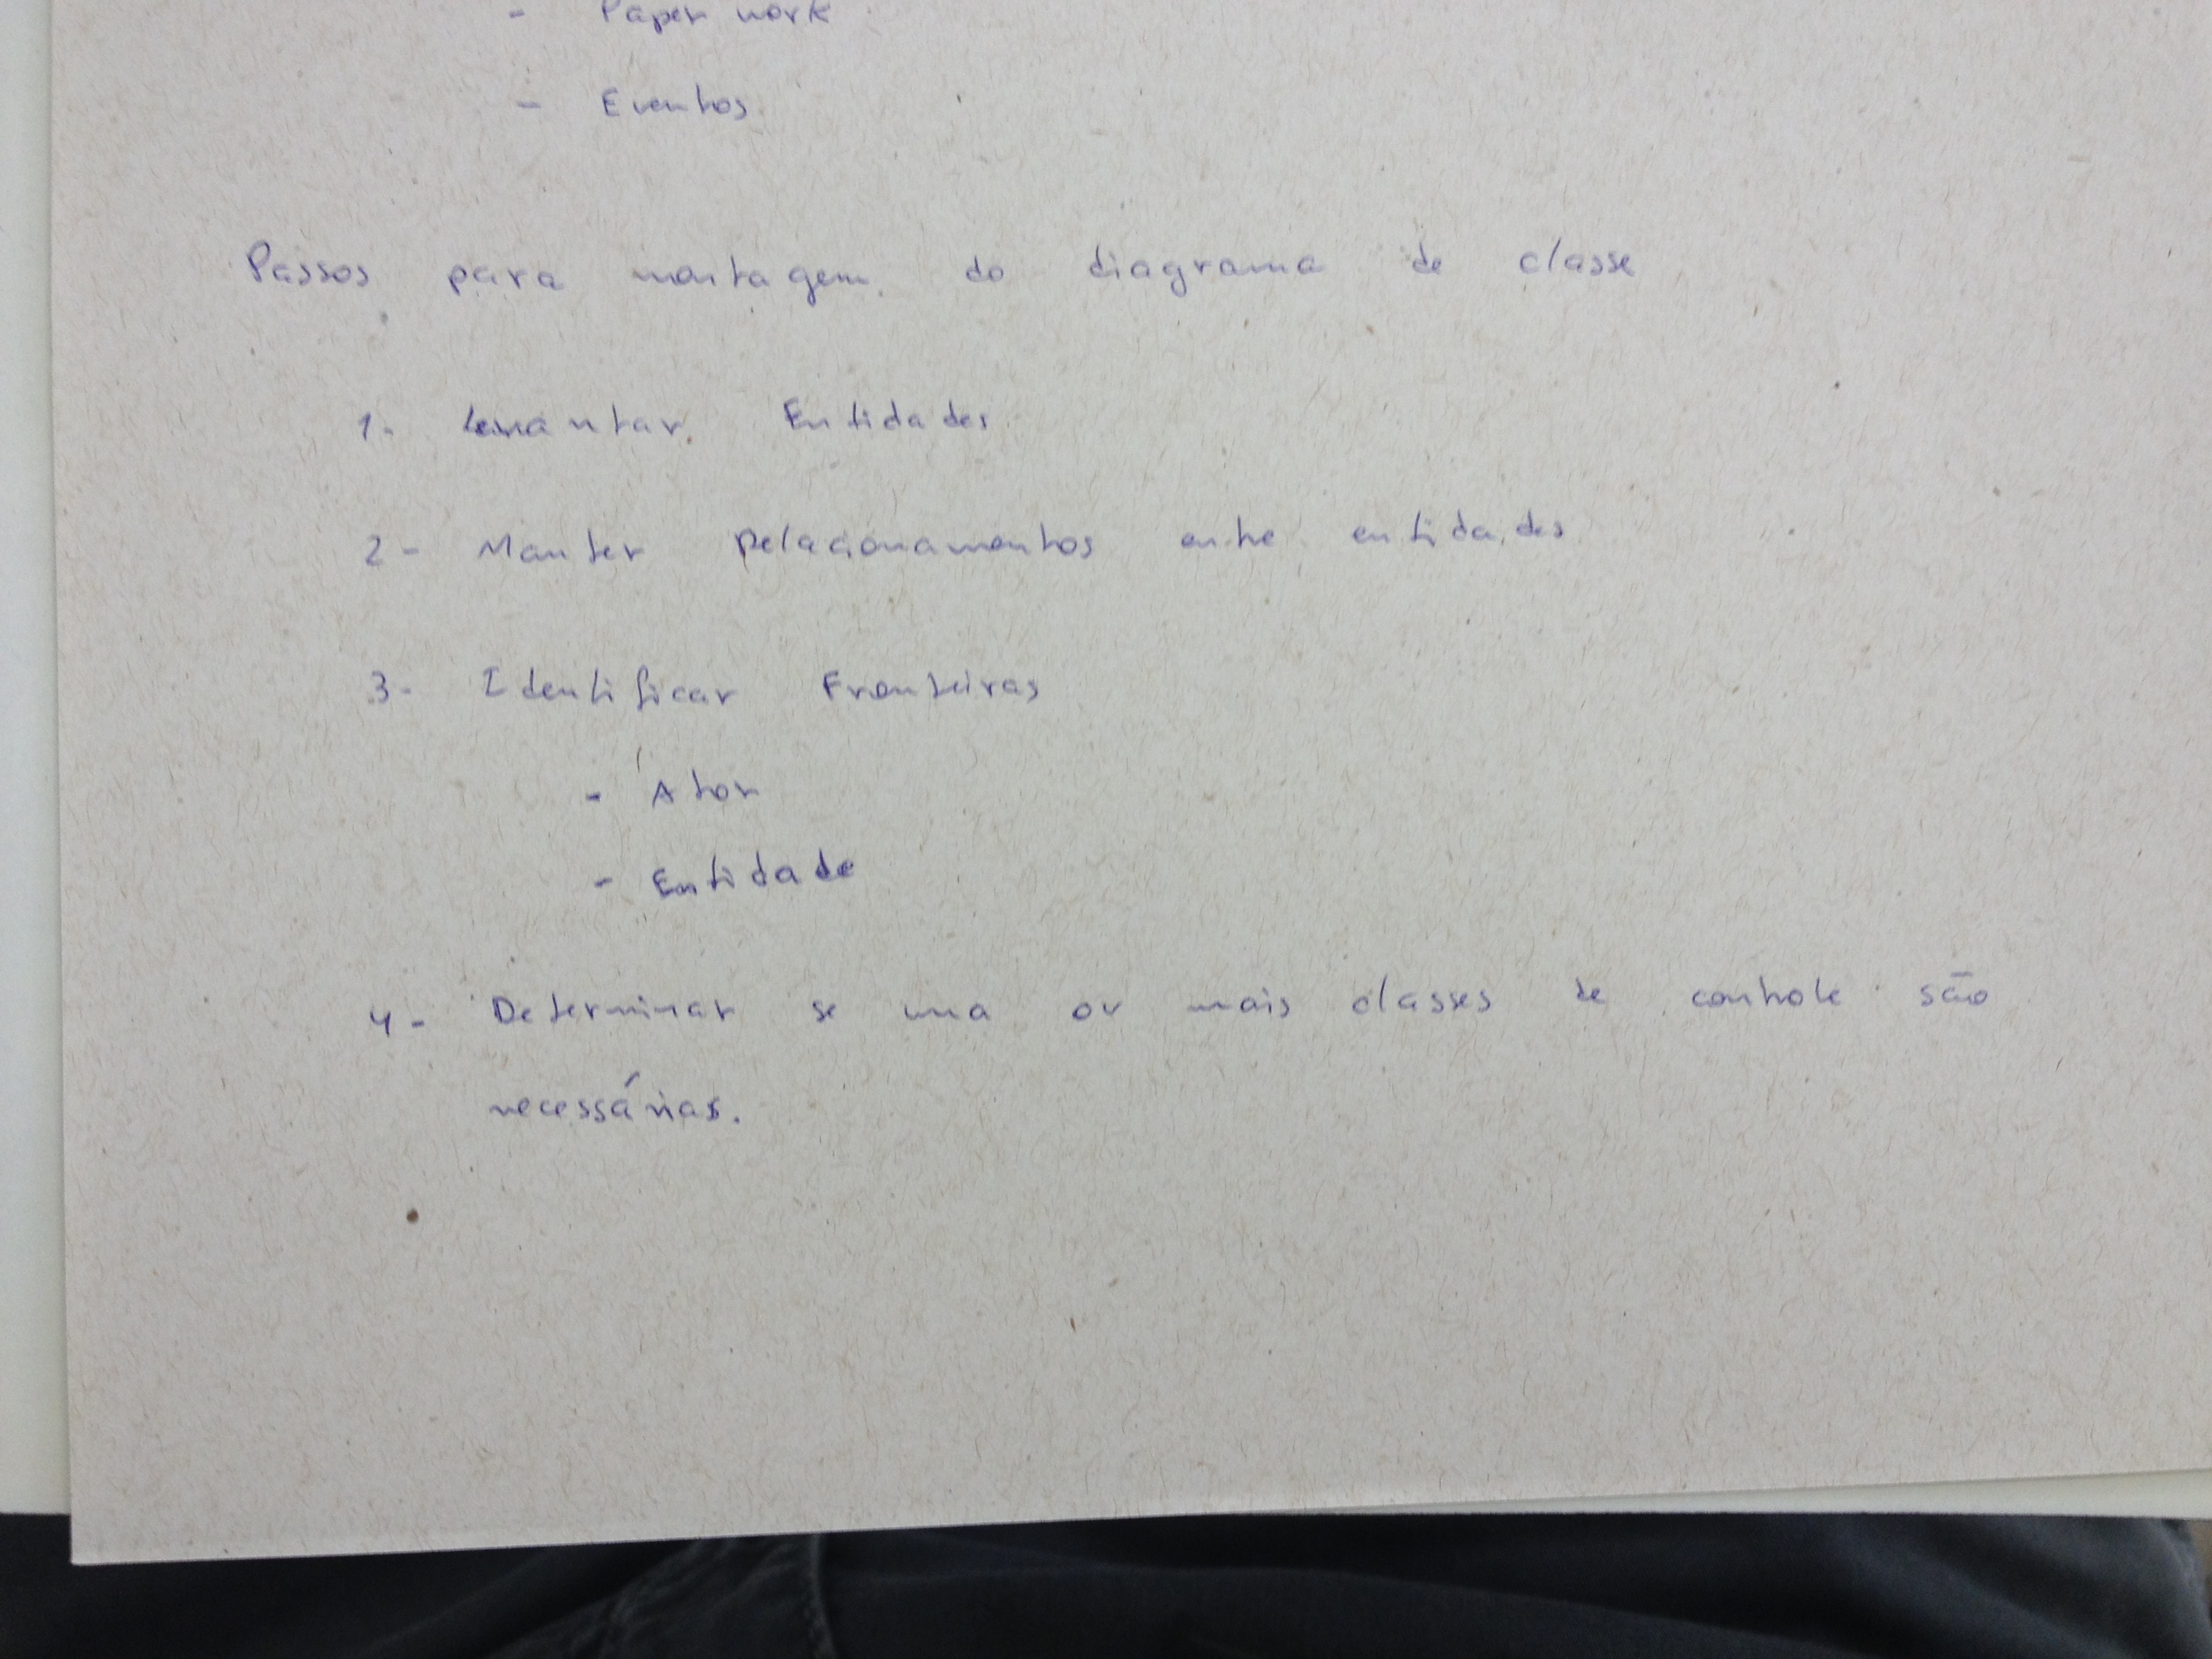 - Paper work
- Eventos
Passos para montagem do diagrama de classe
1- Levantar Entidades
2- Manter Relacionamentos entre entidades
3- Identificar Fronteiras
- Ator
- Entidade
4- Determinar se uma ou mais classes de controle são
necessárias.